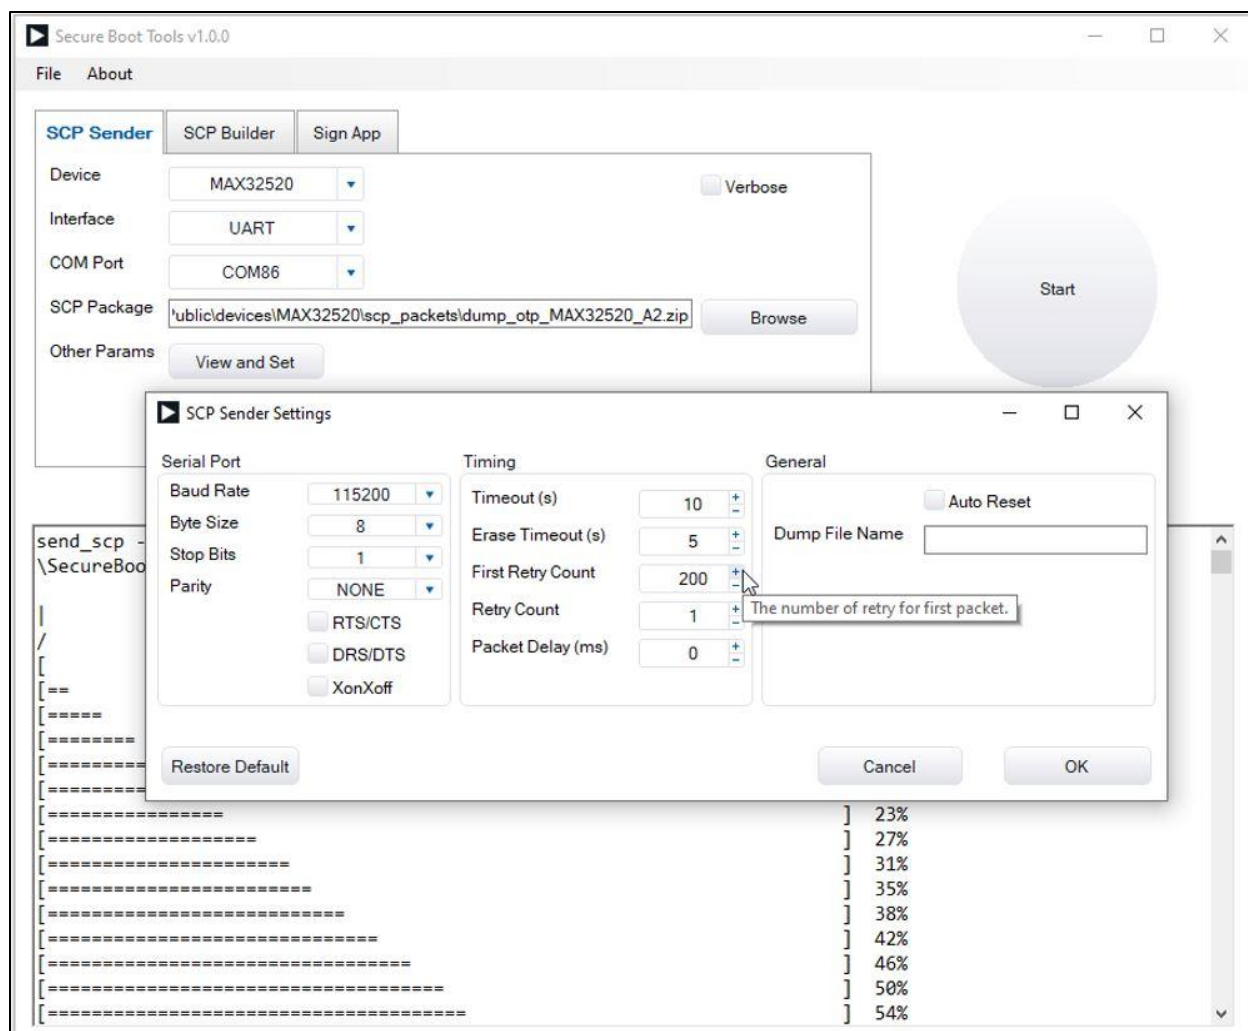 Secure Boot Tools v1.0.0
File About
SCP Sender SCP Builder Sign App
Device MAX32520 Verbose
Interface UART
COM Port COM86
Start
SCP Package 'ublic\devices\MAX32520\scp_packets\dump_otp_MAX32520_A2.zip Browse
Other Params View and Set
SCP Sender Settings
Serial Port
Baud Rate 115200
Byte Size 8
Stop Bits 1
Parity NONE
RTS/CTS
DRS/DTS
XonXoff
Timing
Timeout (s) 10
Erase Timeout (s) 5
First Retry Count 200
Retry Count 1
Packet Delay (ms) 0
The number of retry for first packet.
General
Auto Reset
Dump File Name
Restore Default Cancel OK
send_scp -
\SecureBoo
|
/
[
[==
[=====
[========
[=========
[=========
[================ ] 23%
[=================== ] 27%
[====================== ] 31%
[======================== ] 35%
[=========================== ] 38%
[============================== ] 42%
[================================= ] 46%
[==================================== ] 50%
[====================================== ] 54%